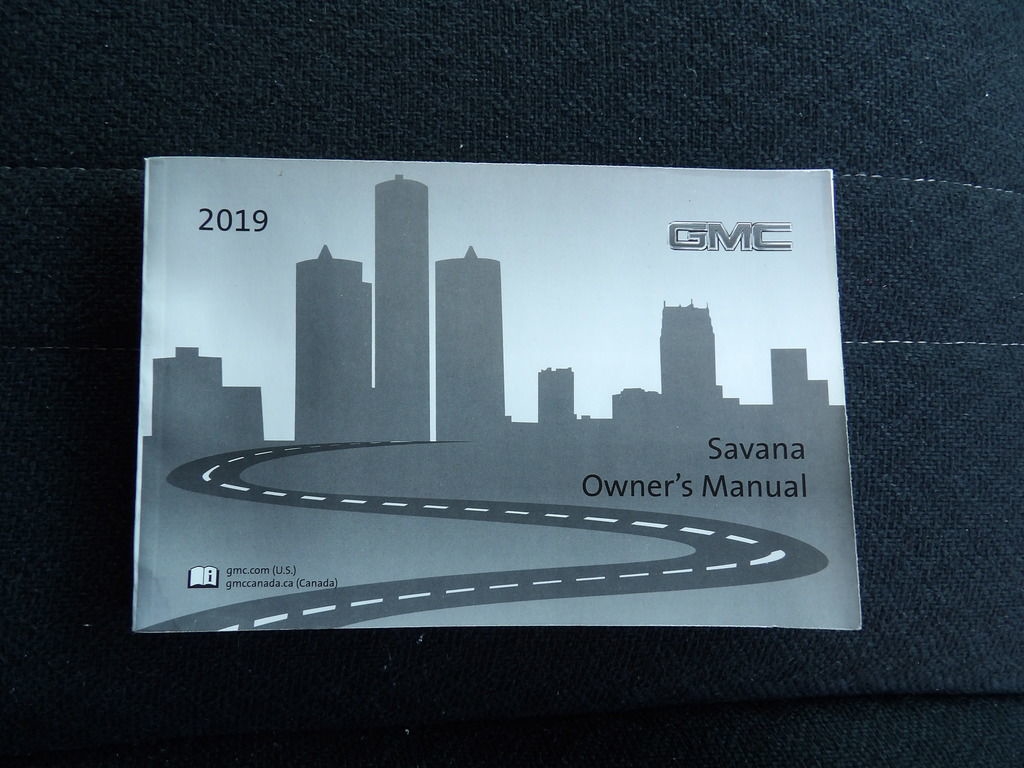 2019
GMC
Savana
Owner's Manual
gmc.com (U.S.)
gmccanada.ca (Canada)